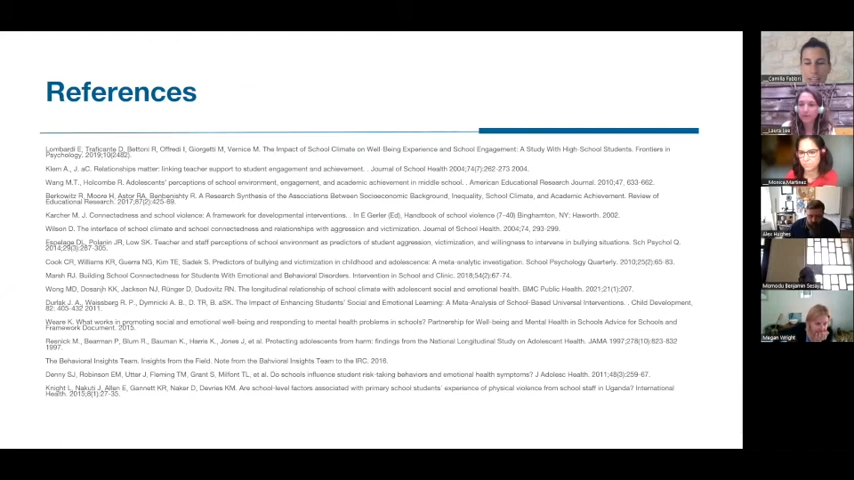 References
Lombardi E, Traficante D, Bettoni R, Offredi I, Giorgetti M, Vernice M. The Impact of School Climate on Well-Being Experience and School Engagement: A Study With High-School Students. Frontiers in
Psychology. 2019;10(2482).
Klem A., J. aC. Relationships matter: linking teacher support to student engagement and achievement. . Journal of School Health 2004;74(7):262-273 2004.
Wang M.T., Holcombe R. Adolescents' perceptions of school environment, engagement, and academic achievement in middle school. . American Educational Research Journal. 2010;47, 633-662.
Berkowitz R, Moore H, Astor RA, Benbenishty R. A Research Synthesis of the Associations Between Socioeconomic Background, Inequality, School Climate, and Academic Achievement. Review of
Educational Research. 2017;87(2):425-69.
Karcher M. J. Connectedness and school violence: A framework for developmental interventions. . In E Gerler (Ed), Handbook of school violence (7-40) Binghamton, NY: Haworth. 2002.
Wilson D. The interface of school climate and school connectedness and relationships with aggression and victimization. Journal of School Health. 2004;74, 293-299.
Espelage DL, Polanin JR, Low SK. Teacher and staff perceptions of school environment as predictors of student aggression, victimization, and willingness to intervene in bullying situations. Sch Psychol Q.
2014;29(3):287-305.
Cook CR, Williams KR, Guerra NG, Kim TE, Sadek S. Predictors of bullying and victimization in childhood and adolescence: A meta-analytic investigation. School Psychology Quarterly. 2010;25(2):65-83.
Marsh RJ. Building School Connectedness for Students With Emotional and Behavioral Disorders. Intervention in School and Clinic. 2018;54(2):67-74.
Wong MD, Dosanjh KK, Jackson NJ, Rünger D, Dudovitz RN. The longitudinal relationship of school climate with adolescent social and emotional health. BMC Public Health. 2021;21(1):207.
Durlak J. A., Weissberg R. P., Dymnicki A. B., D. TR, B. aSK. The Impact of Enhancing Students' Social and Emotional Learning: A Meta-Analysis of School-Based Universal Interventions. . Child Development,
82: 405-432 2011.
Weare K. What works in promoting social and emotional well-being and responding to mental health problems in schools? Partnership for Well-being and Mental Health in Schools Advice for Schools and
Framework Document. 2015.
Resnick M., Bearman P, Blum R., Bauman K., Harris K., Jones J, et al. Protecting adolescents from harm: findings from the National Longitudinal Study on Adolescent Health. JAMA 1997;278(10):823-832
1997.
The Behavioral Insights Team. Insights from the Field. Note from the Bahviorsl Insights Team to the IRC. 2016.
Denny SJ, Robinson EM, Utter J, Fleming TM, Grant S, Milfont TL, et al. Do schools influence student risk-taking behaviors and emotional health symptoms? J Adolesc Health. 2011;48(3):259-67.
Knight L, Nakuti J, Allen E, Gannett KR, Naker D, Devries KM. Are school-level factors associated with primary school students' experience of physical violence from school staff in Uganda? International
Health. 2015;8(1):27-35.
Camilla Fabbri
Laura Lee
Monica Martinez
Alex Hughes
Momodu Benjamin Sesay
Megan Wright